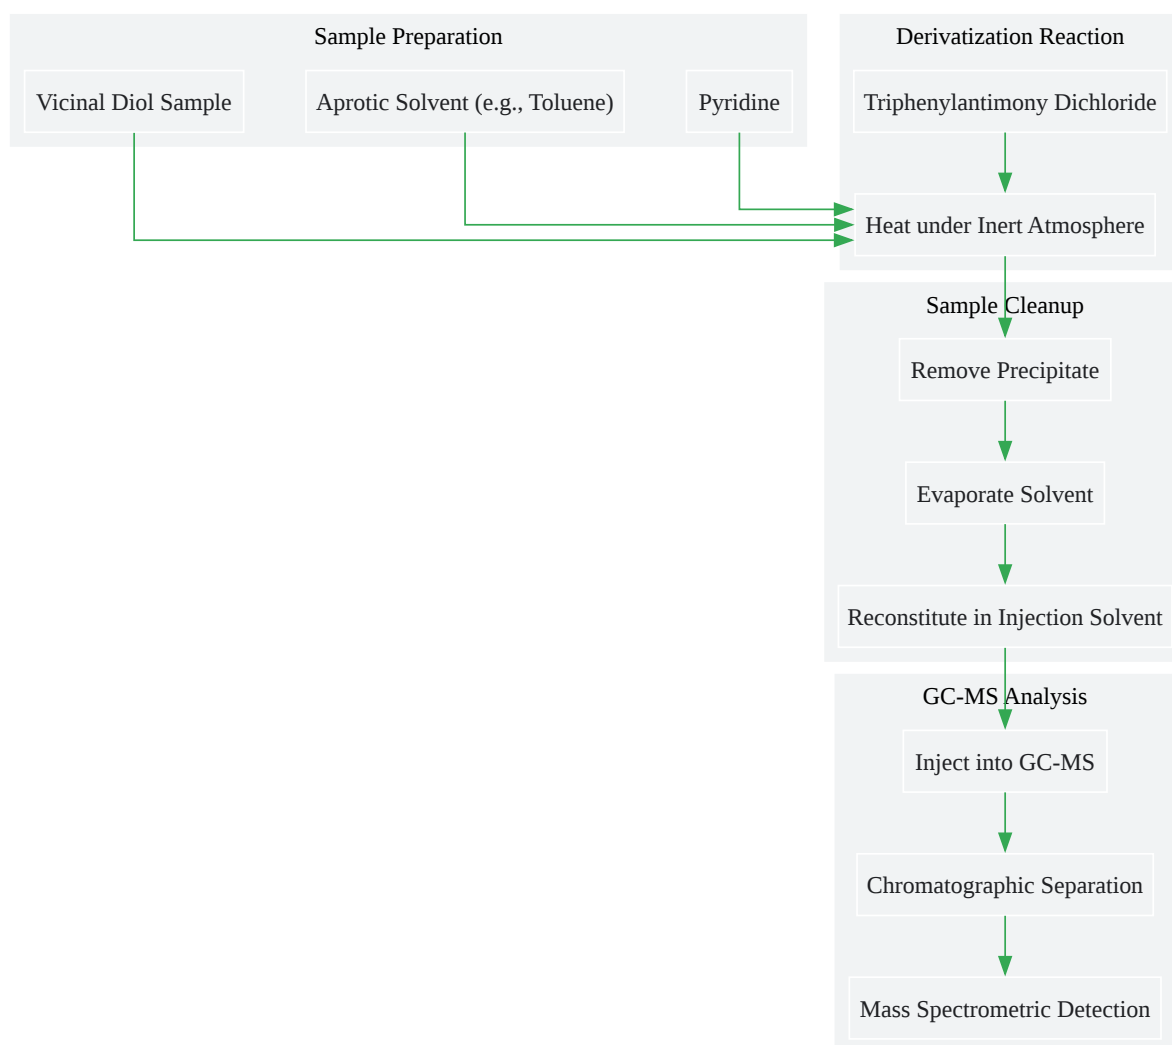 Sample Preparation
Vicinal Diol Sample
Aprotic Solvent (e.g., Toluene)
Pyridine
Derivatization Reaction
Triphenylantimony Dichloride
Heat under Inert Atmosphere
Sample Cleanup
Remove Precipitate
Evaporate Solvent
Reconstitute in Injection Solvent
GC-MS Analysis
Inject into GC-MS
Chromatographic Separation
Mass Spectrometric Detection